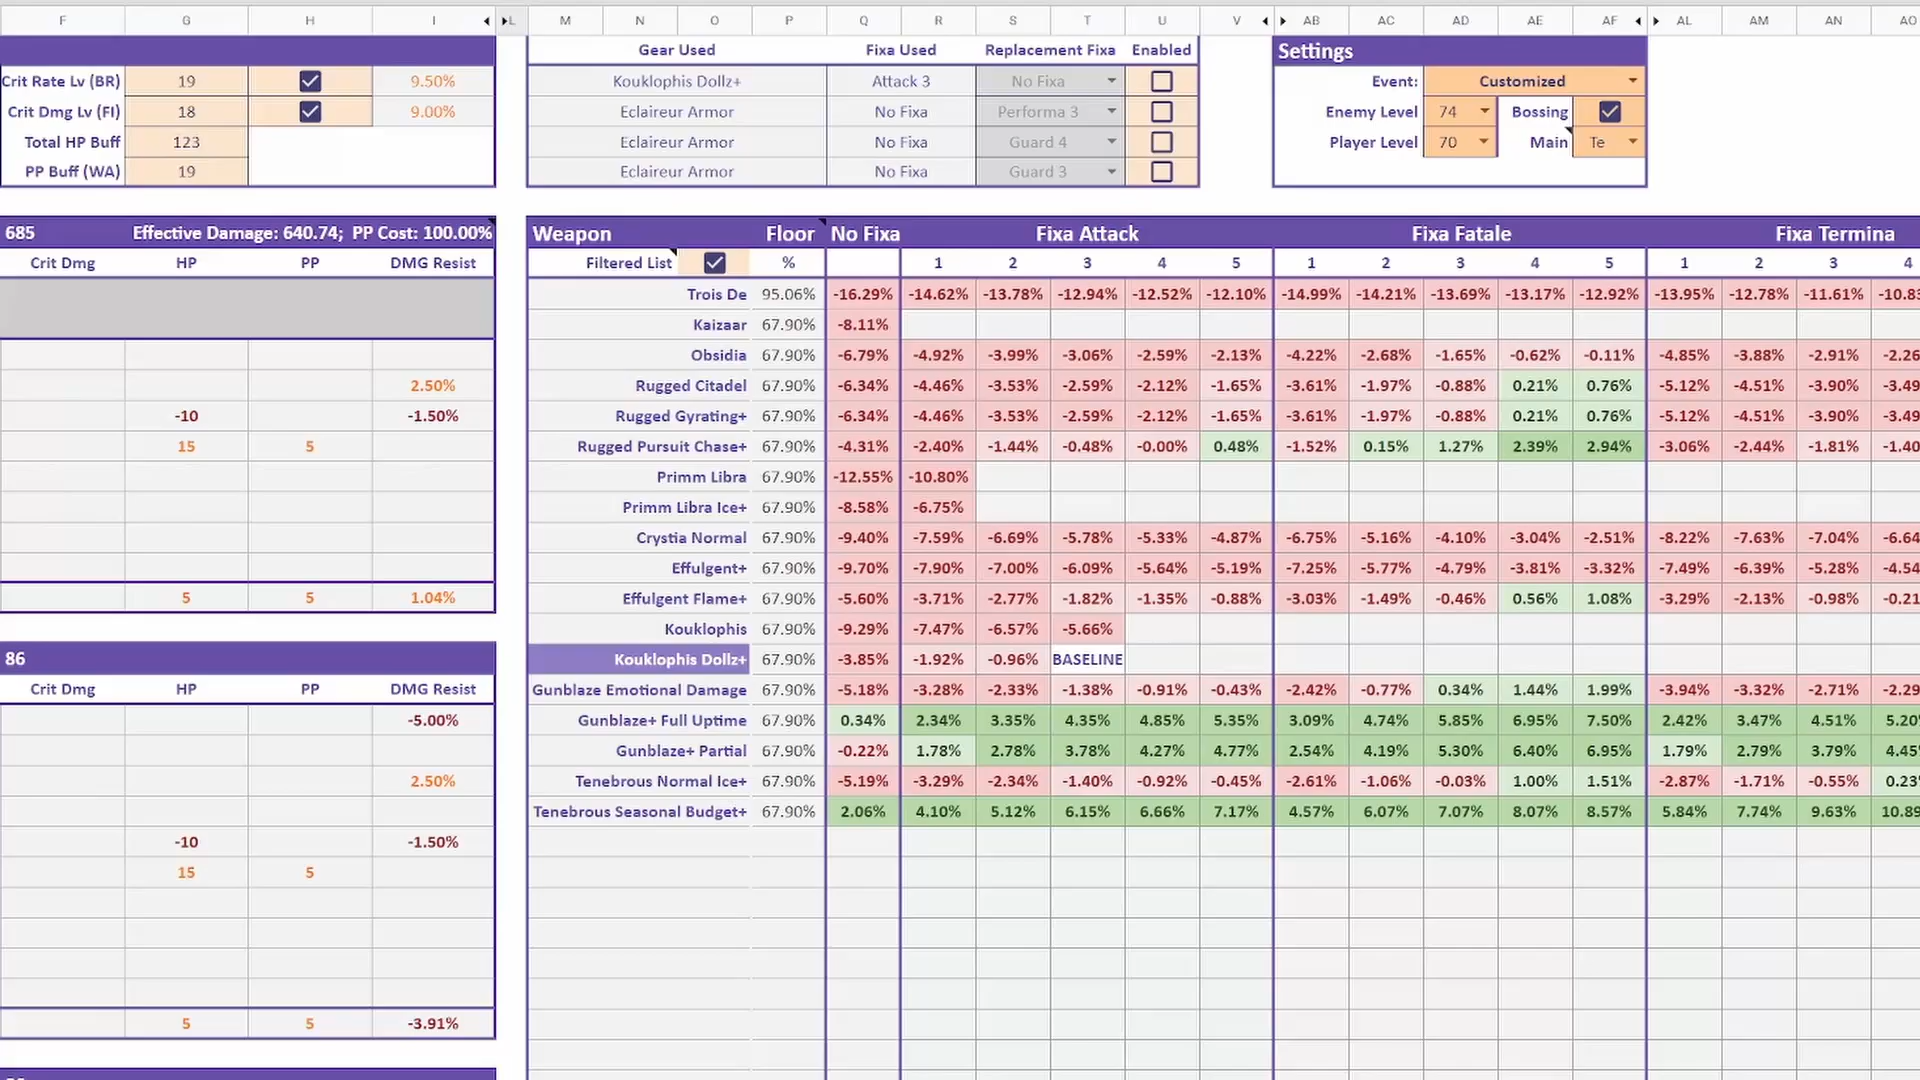 F G H I L M N O P Q R S T U V AB AC AD AE AF AL AM AN AO
Gear Used Fixa Used Replacement Fixa Enabled
Settings
Crit Rate Lv (BR) 19 9.50% Kouklophis Dollz+ Attack 3 No Fixa Event: Customized
Crit Dmg Lv (FI) 18 9.00% Eclaireur Armor No Fixa Performa 3 Enemy Level 74 Bossing
Total HP Buff 123 Eclaireur Armor No Fixa Guard 4 Player Level 70 Main Te
PP Buff (WA) 19 Eclaireur Armor No Fixa Guard 3
685 Effective Damage: 640.74; PP Cost: 100.00% Weapon Floor No Fixa Fixa Attack Fixa Fatale Fixa Termina
Crit Dmg HP PP DMG Resist Filtered List % 1 2 3 4 5 1 2 3 4 5 1 2 3 4
Trois De 95.06% -16.29% -14.62% -13.78% -12.94% -12.52% -12.10% -14.99% -14.21% -13.69% -13.17% -12.92% -13.95% -12.78% -11.61% -10.83
Kaizaar 67.90% -8.11%
Obsidia 67.90% -6.79% -4.92% -3.99% -3.06% -2.59% -2.13% -4.22% -2.68% -1.65% -0.62% -0.11% -4.85% -3.88% -2.91% -2.26
2.50% Rugged Citadel 67.90% -6.34% -4.46% -3.53% -2.59% -2.12% -1.65% -3.61% -1.97% -0.88% 0.21% 0.76% -5.12% -4.51% -3.90% -3.49
-10 -1.50% Rugged Gyrating+ 67.90% -6.34% -4.46% -3.53% -2.59% -2.12% -1.65% -3.61% -1.97% -0.88% 0.21% 0.76% -5.12% -4.51% -3.90% -3.49
15 5 Rugged Pursuit Chase+ 67.90% -4.31% -2.40% -1.44% -0.48% -0.00% 0.48% -1.52% 0.15% 1.27% 2.39% 2.94% -3.06% -2.44% -1.81% -1.40
Primm Libra 67.90% -12.55% -10.80%
Primm Libra Ice+ 67.90% -8.58% -6.75%
Crystia Normal 67.90% -9.40% -7.59% -6.69% -5.78% -5.33% -4.87% -6.75% -5.16% -4.10% -3.04% -2.51% -8.22% -7.63% -7.04% -6.64
Effulgent+ 67.90% -9.70% -7.90% -7.00% -6.09% -5.64% -5.19% -7.25% -5.77% -4.79% -3.81% -3.32% -7.49% -6.39% -5.28% -4.54
5 5 1.04% Effulgent Flame+ 67.90% -5.60% -3.71% -2.77% -1.82% -1.35% -0.88% -3.03% -1.49% -0.46% 0.56% 1.08% -3.29% -2.13% -0.98% -0.21
Kouklophis 67.90% -9.29% -7.47% -6.57% -5.66%
86 Kouklophis Dollz+ 67.90% -3.85% -1.92% -0.96% BASELINE
Crit Dmg HP PP DMG Resist Gunblaze Emotional Damage 67.90% -5.18% -3.28% -2.33% -1.38% -0.91% -0.43% -2.42% -0.77% 0.34% 1.44% 1.99% -3.94% -3.32% -2.71% -2.29
-5.00% Gunblaze+ Full Uptime 67.90% 0.34% 2.34% 3.35% 4.35% 4.85% 5.35% 3.09% 4.74% 5.85% 6.95% 7.50% 2.42% 3.47% 4.51% 5.20
Gunblaze+ Partial 67.90% -0.22% 1.78% 2.78% 3.78% 4.27% 4.77% 2.54% 4.19% 5.30% 6.40% 6.95% 1.79% 2.79% 3.79% 4.45
2.50% Tenebrous Normal Ice+ 67.90% -5.19% -3.29% -2.34% -1.40% -0.92% -0.45% -2.61% -1.06% -0.03% 1.00% 1.51% -2.87% -1.71% -0.55% 0.23
Tenebrous Seasonal Budget+ 67.90% 2.06% 4.10% 5.12% 6.15% 6.66% 7.17% 4.57% 6.07% 7.07% 8.07% 8.57% 5.84% 7.74% 9.63% 10.89
-10 -1.50%
15 5
5 5 -3.91%